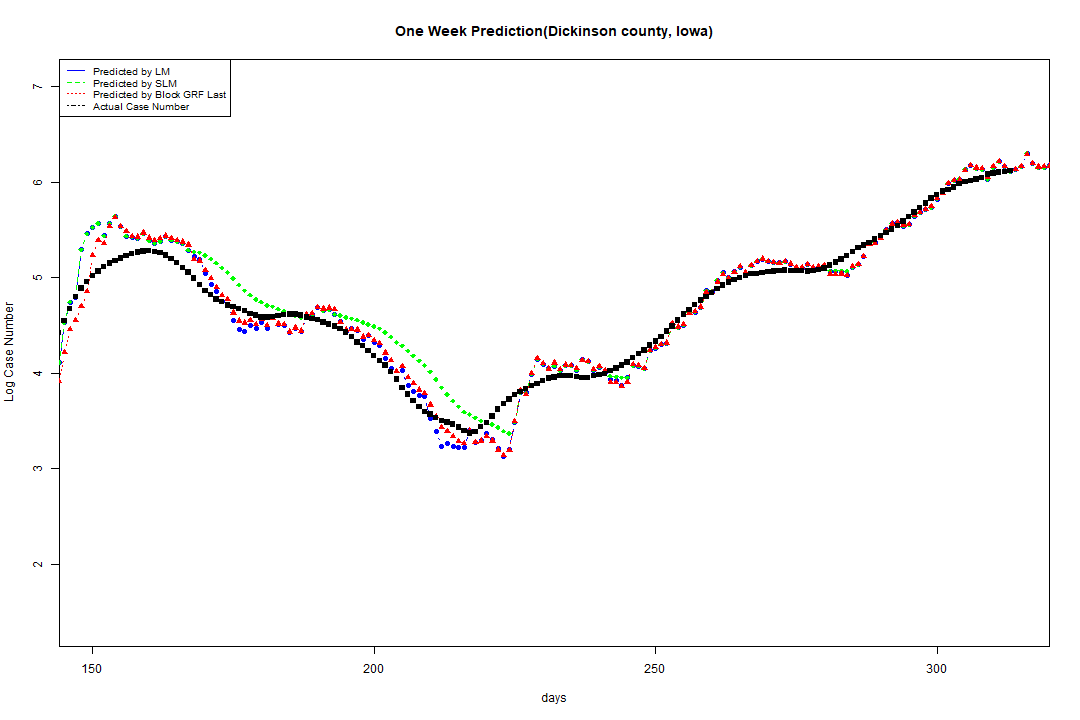 One Week Prediction(Dickinson county, Iowa)
Predicted by LM
Predicted by SLM
Predicted by Block GRF Last
Actual Case Number
Log Case Number
7
6
5
4
3
2
150 200 250 300
days